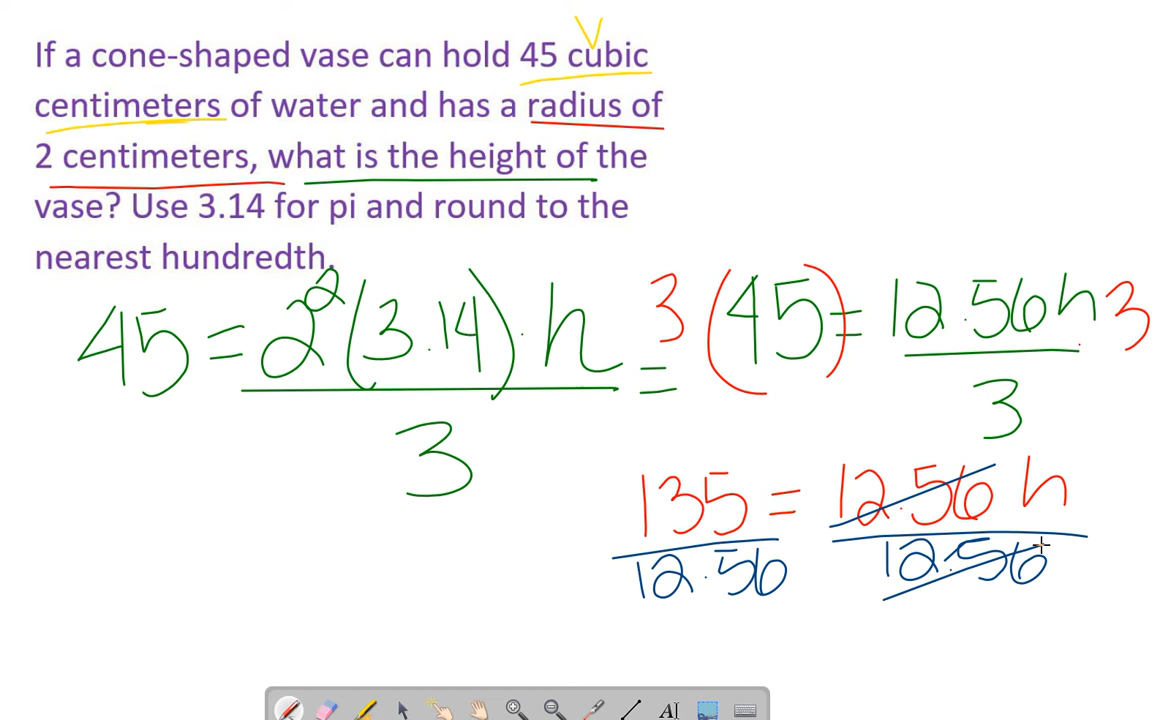 V
If a cone-shaped vase can hold 45 cubic
centimeters of water and has a radius of
2 centimeters, what is the height of the
vase? Use 3.14 for pi and round to the
nearest hundredth.
45 = 2²(3.14)·h = 3(45) = 12.56h·3
3 3
135 = 12.56 h
12.56 12.56
A